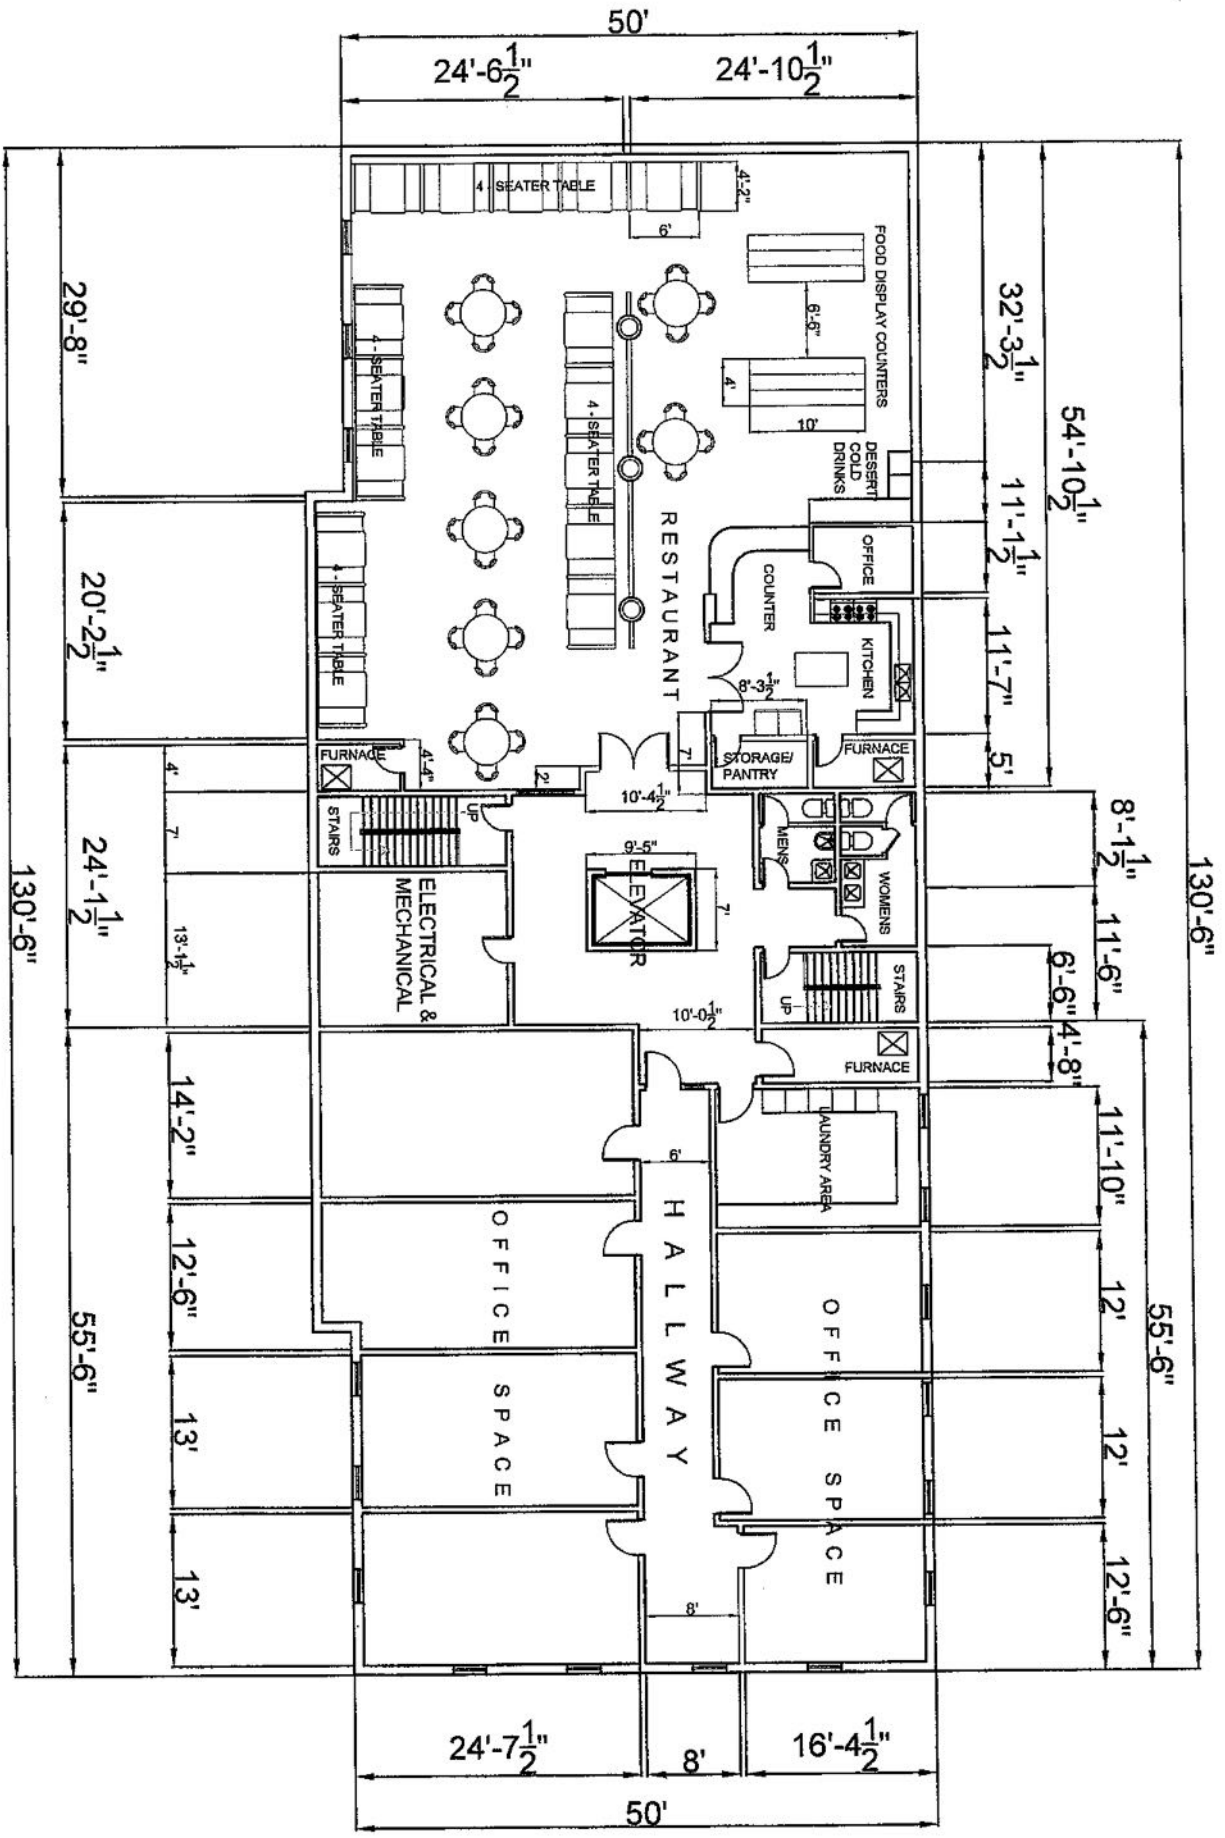 50'
24'-6 1/2"
24'-10 1/2"
4 - SEATER TABLE
4'-2"
6'
FOOD DISPLAY COUNTERS
6'-6"
4'
10'
32'-3 1/2"
54'-10 1/2"
130'-6"
29'-8"
4 - SEATER TABLE
4 - SEATER TABLE
DESERT
COLD
DRINKS
11'-1 1/2"
RESTAURANT
OFFICE
COUNTER
KITCHEN
11'-7"
20'-2 1/2"
4 - SEATER TABLE
8'-3 1/2"
FURNACE
4'-4"
2'
7'
STORAGE/
PANTRY
FURNACE
5'
10'-4 1/2"
4'
7'
24'-1 1/2"
130'-6"
STAIRS
UP
9'-5"
ELEVATOR
7'
MENS
WOMENS
8'-1 1/2"
11'-6"
6'-6"
13'-1 1/2"
ELECTRICAL &
MECHANICAL
UP
STAIRS
10'-0 1/2"
FURNACE
4'-8"
14'-2"
6'
LAUNDRY AREA
11'-10"
12'-6"
OFFICE SPACE
HALLWAY
OFFICE SPACE
12'
55'-6"
55'-6"
13'
12'
13'
8'
12'-6"
24'-7 1/2"
8'
16'-4 1/2"
50'